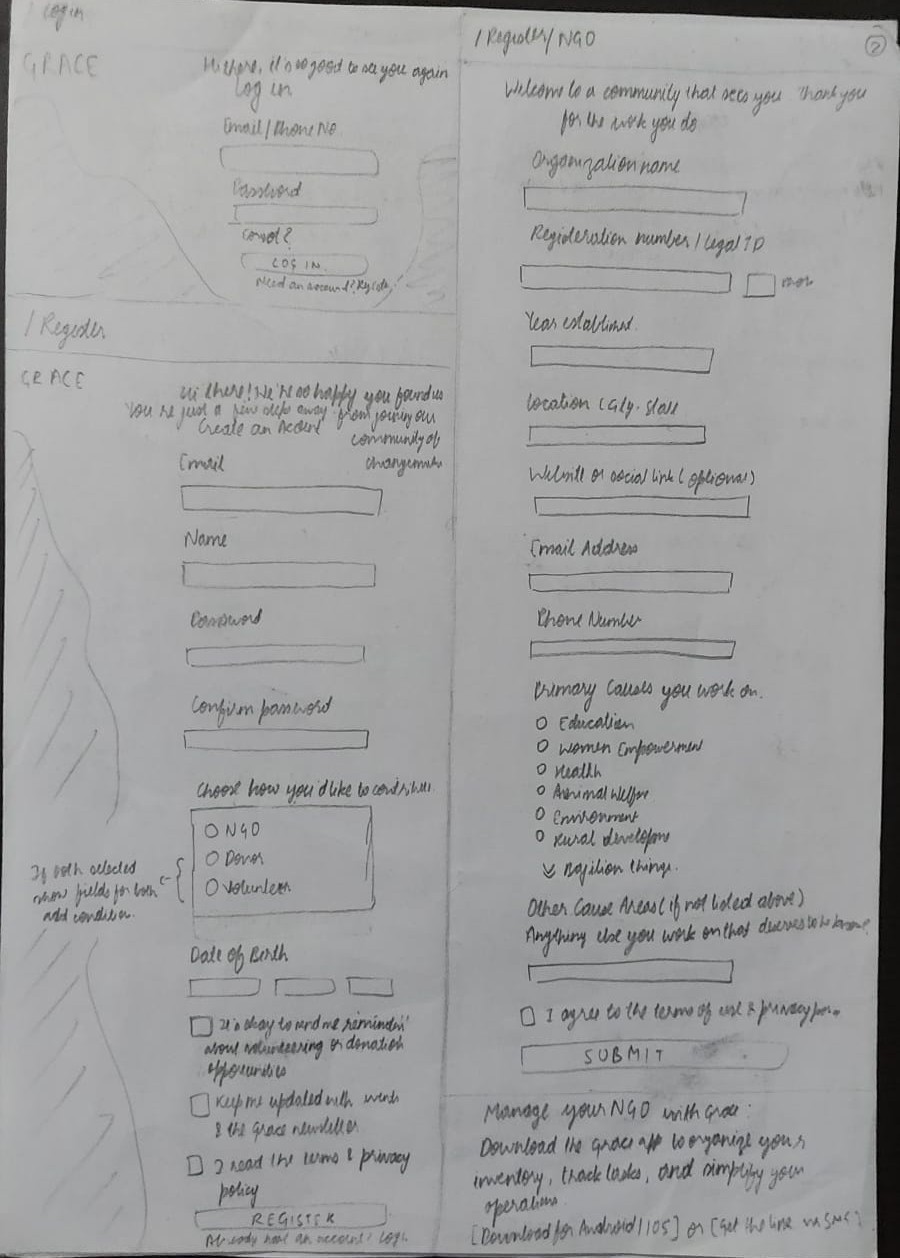 / Login
GRACE
Hi there, it's so good to see you again
Log in
Email / Phone No
Password
LOG IN
Need an account? Register
/ Register
GRACE
Hi there! We're so happy you found us
You're just a few steps away from joining our
community of
Create an Account
Email
Name
Password
Confirm password
Choose how you'd like to contribute
NGO
Donor
Volunteer
If both selected
show fields for both
add condition.
Date of Birth
It's okay to send me reminders
about volunteering or donation
opporunities
Keep me updated with
& the Grace newsletter
I read the terms & privacy
policy
REGISTER
Already have an account? Login
/ Register / NGO
2
Welcome to a community that sees you Thank you
for the work you do
Organization name
Registeration number / Legal ID
Year established.
Location (City, State
Website or social link (optional)
Email Address
Phone Number
Primary Causes you work on.
Education
Women Empowerment
Health
Animal Welfare
Environment
Rural
things.
Other Cause Areas (if not listed above)
Anything else you work on that deserves to be known?
I agree to the terms of use & privacy
SUBMIT
Manage your NGO with Grace:
Download the Grace app to organize your
inventory, track tasks, and simplify your
operations
[Download for Android / IOS] or [Get the link via SMS]